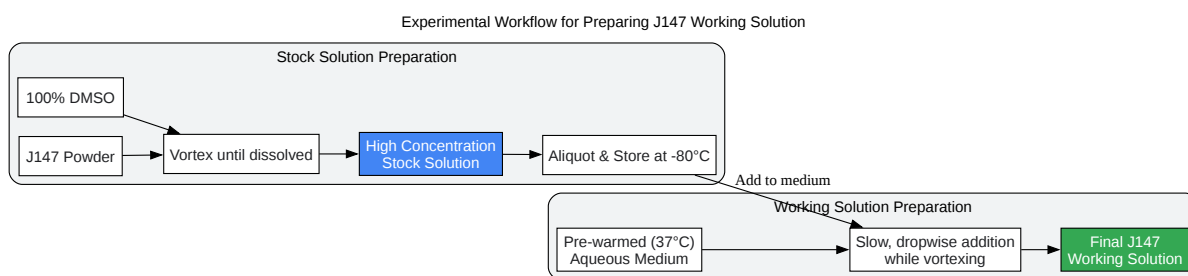 Experimental Workflow for Preparing J147 Working Solution
Stock Solution Preparation
100% DMSO
J147 Powder
Vortex until dissolved
High Concentration
Stock Solution
Aliquot & Store at -80°C
Add to medium
Working Solution Preparation
Pre-warmed (37°C)
Aqueous Medium
Slow, dropwise addition
while vortexing
Final J147
Working Solution